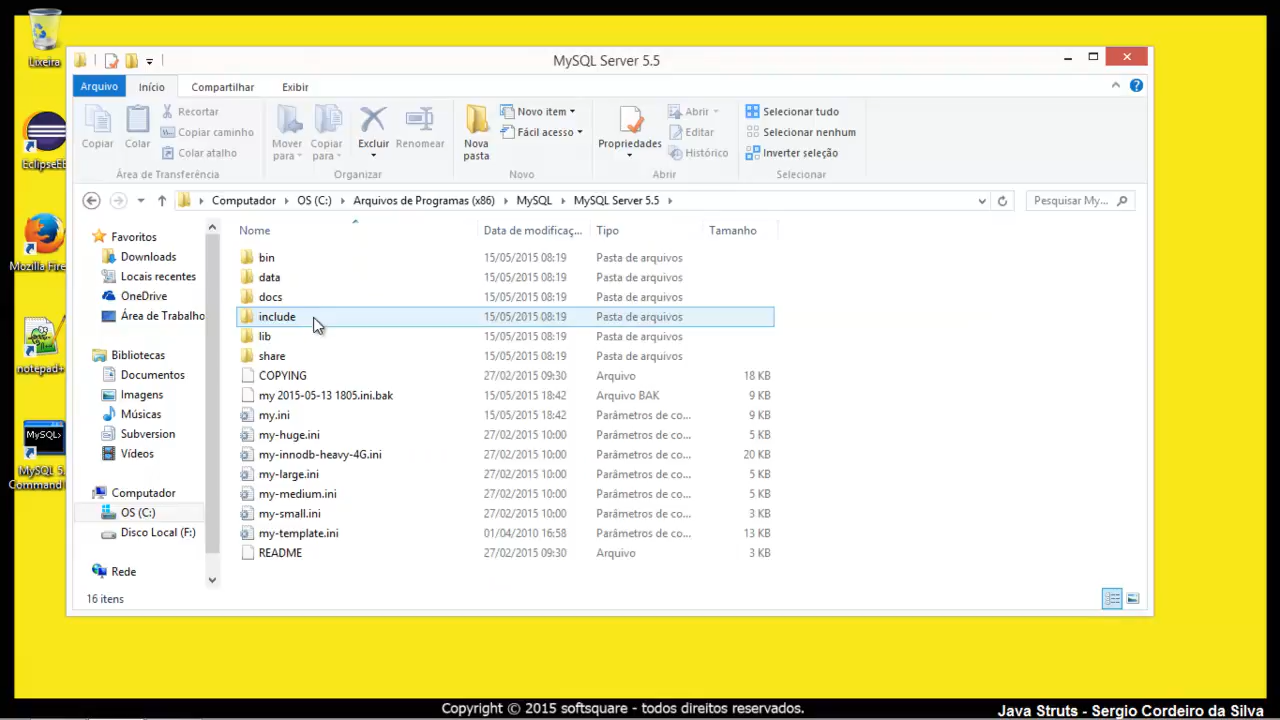 Lixeira
EclipseEE
Mozilla Fire
notepad+
MySQL>
MySQL 5.
Command
MySQL Server 5.5
Arquivo
Início
Compartilhar
Exibir
Copiar
Colar
Recortar
Copiar caminho
Colar atalho
Área de Transferência
Mover para
Copiar para
Excluir
Renomear
Organizar
Nova pasta
Novo item
Fácil acesso
Novo
Propriedades
Abrir
Editar
Histórico
Abrir
Selecionar tudo
Selecionar nenhum
Inverter seleção
Selecionar
Computador
OS (C:)
Arquivos de Programas (x86)
MySQL
MySQL Server 5.5
Pesquisar My...
Favoritos
Downloads
Locais recentes
OneDrive
Área de Trabalho
Bibliotecas
Documentos
Imagens
Músicas
Subversion
Vídeos
Computador
OS (C:)
Disco Local (F:)
Rede
Nome Data de modificaç... Tipo Tamanho
bin 15/05/2015 08:19 Pasta de arquivos
data 15/05/2015 08:19 Pasta de arquivos
docs 15/05/2015 08:19 Pasta de arquivos
include 15/05/2015 08:19 Pasta de arquivos
lib 15/05/2015 08:19 Pasta de arquivos
share 15/05/2015 08:19 Pasta de arquivos
COPYING 27/02/2015 09:30 Arquivo 18 KB
my 2015-05-13 1805.ini.bak 15/05/2015 18:42 Arquivo BAK 9 KB
my.ini 15/05/2015 18:42 Parâmetros de co... 9 KB
my-huge.ini 27/02/2015 10:00 Parâmetros de co... 5 KB
my-innodb-heavy-4G.ini 27/02/2015 10:00 Parâmetros de co... 20 KB
my-large.ini 27/02/2015 10:00 Parâmetros de co... 5 KB
my-medium.ini 27/02/2015 10:00 Parâmetros de co... 5 KB
my-small.ini 27/02/2015 10:00 Parâmetros de co... 3 KB
my-template.ini 01/04/2010 16:58 Parâmetros de co... 13 KB
README 27/02/2015 09:30 Arquivo 3 KB
16 itens
Copyright © 2015 softsquare - todos direitos reservados.
Java Struts - Sergio Cordeiro da Silva